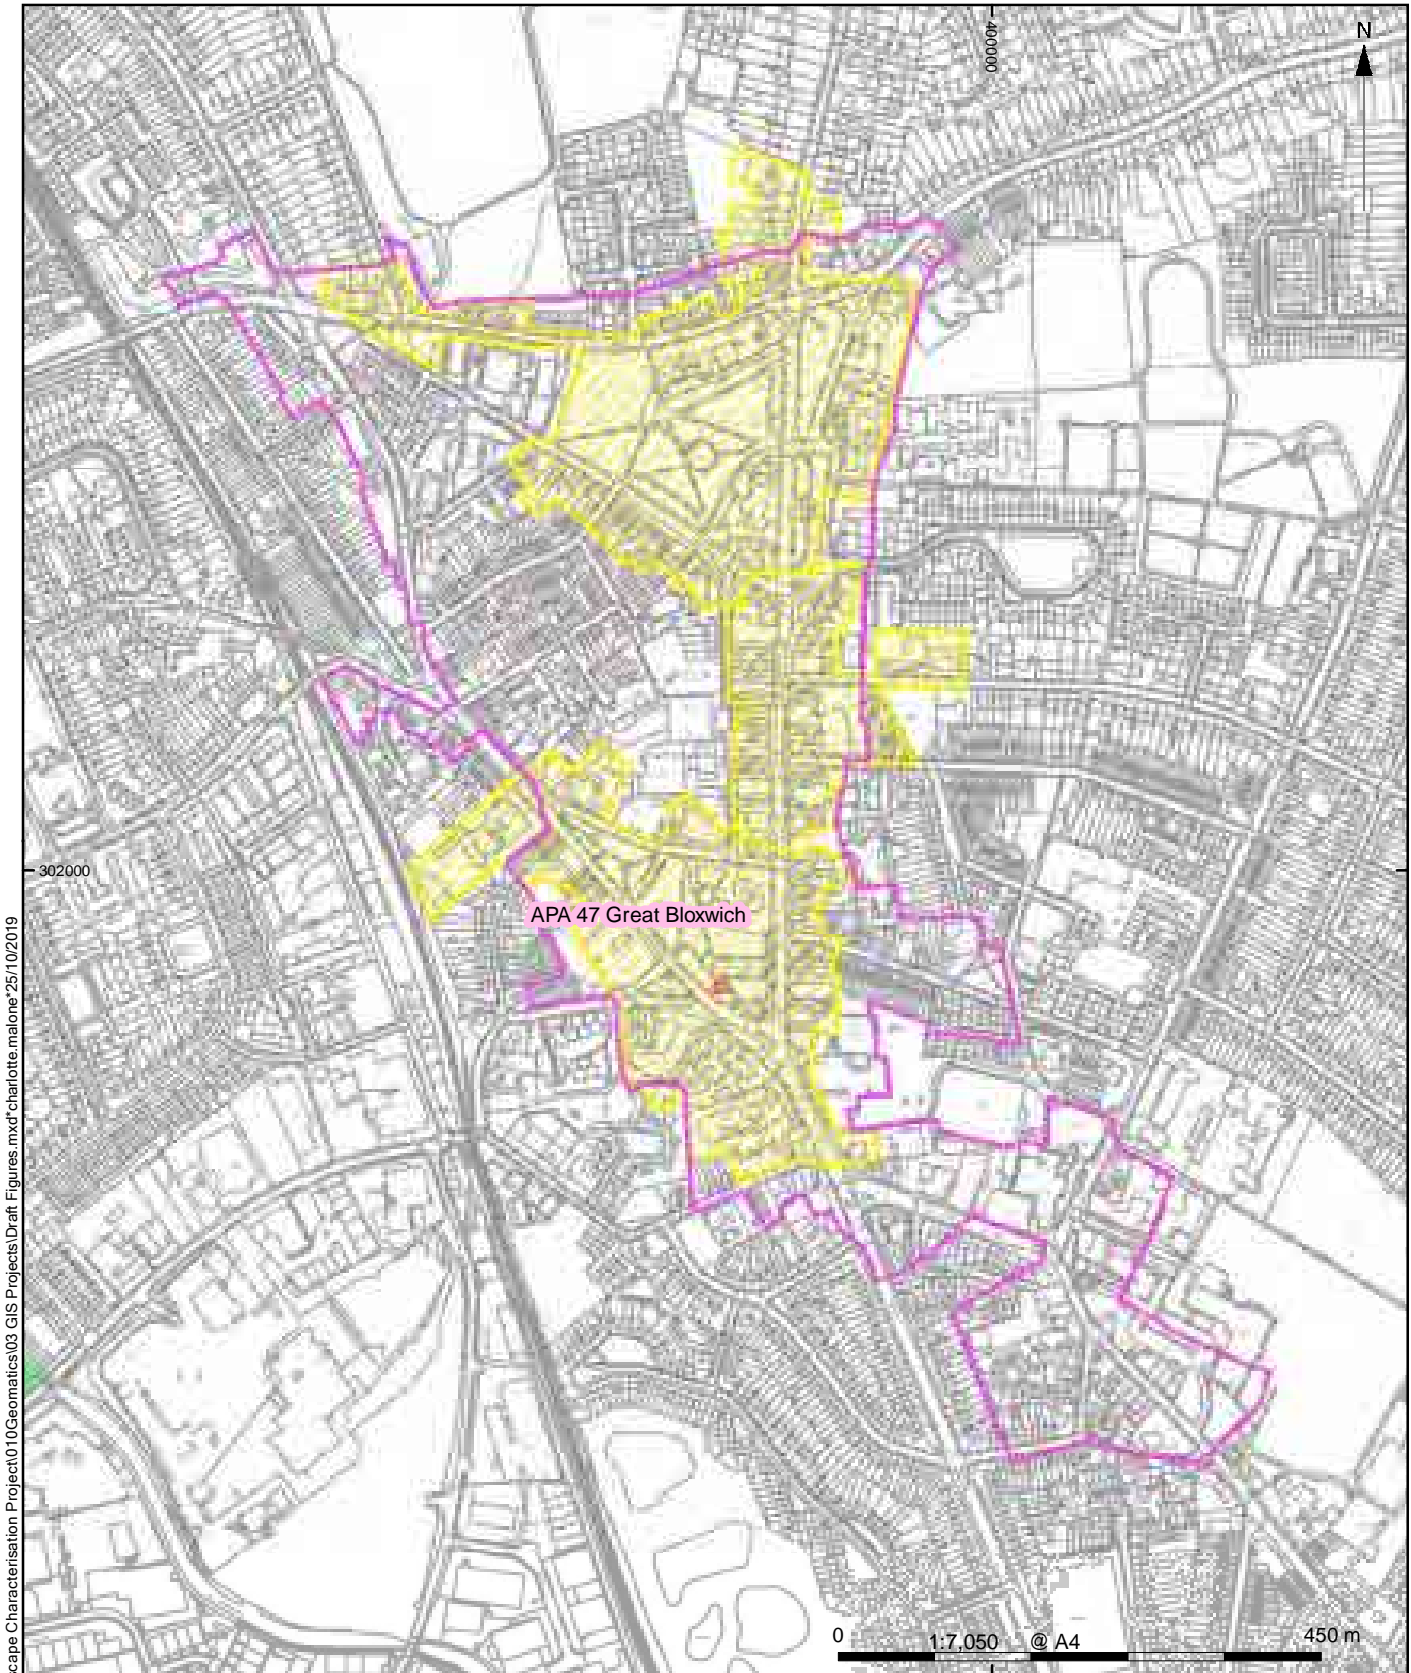 400000
N
302000
APA 47 Great Bloxwich
0 1:7,050 @ A4 450 m
cape Characterisation Project\010Geomatics\03 GIS Projects\Draft Figures.mxd*charlotte.malone*25/10/2019